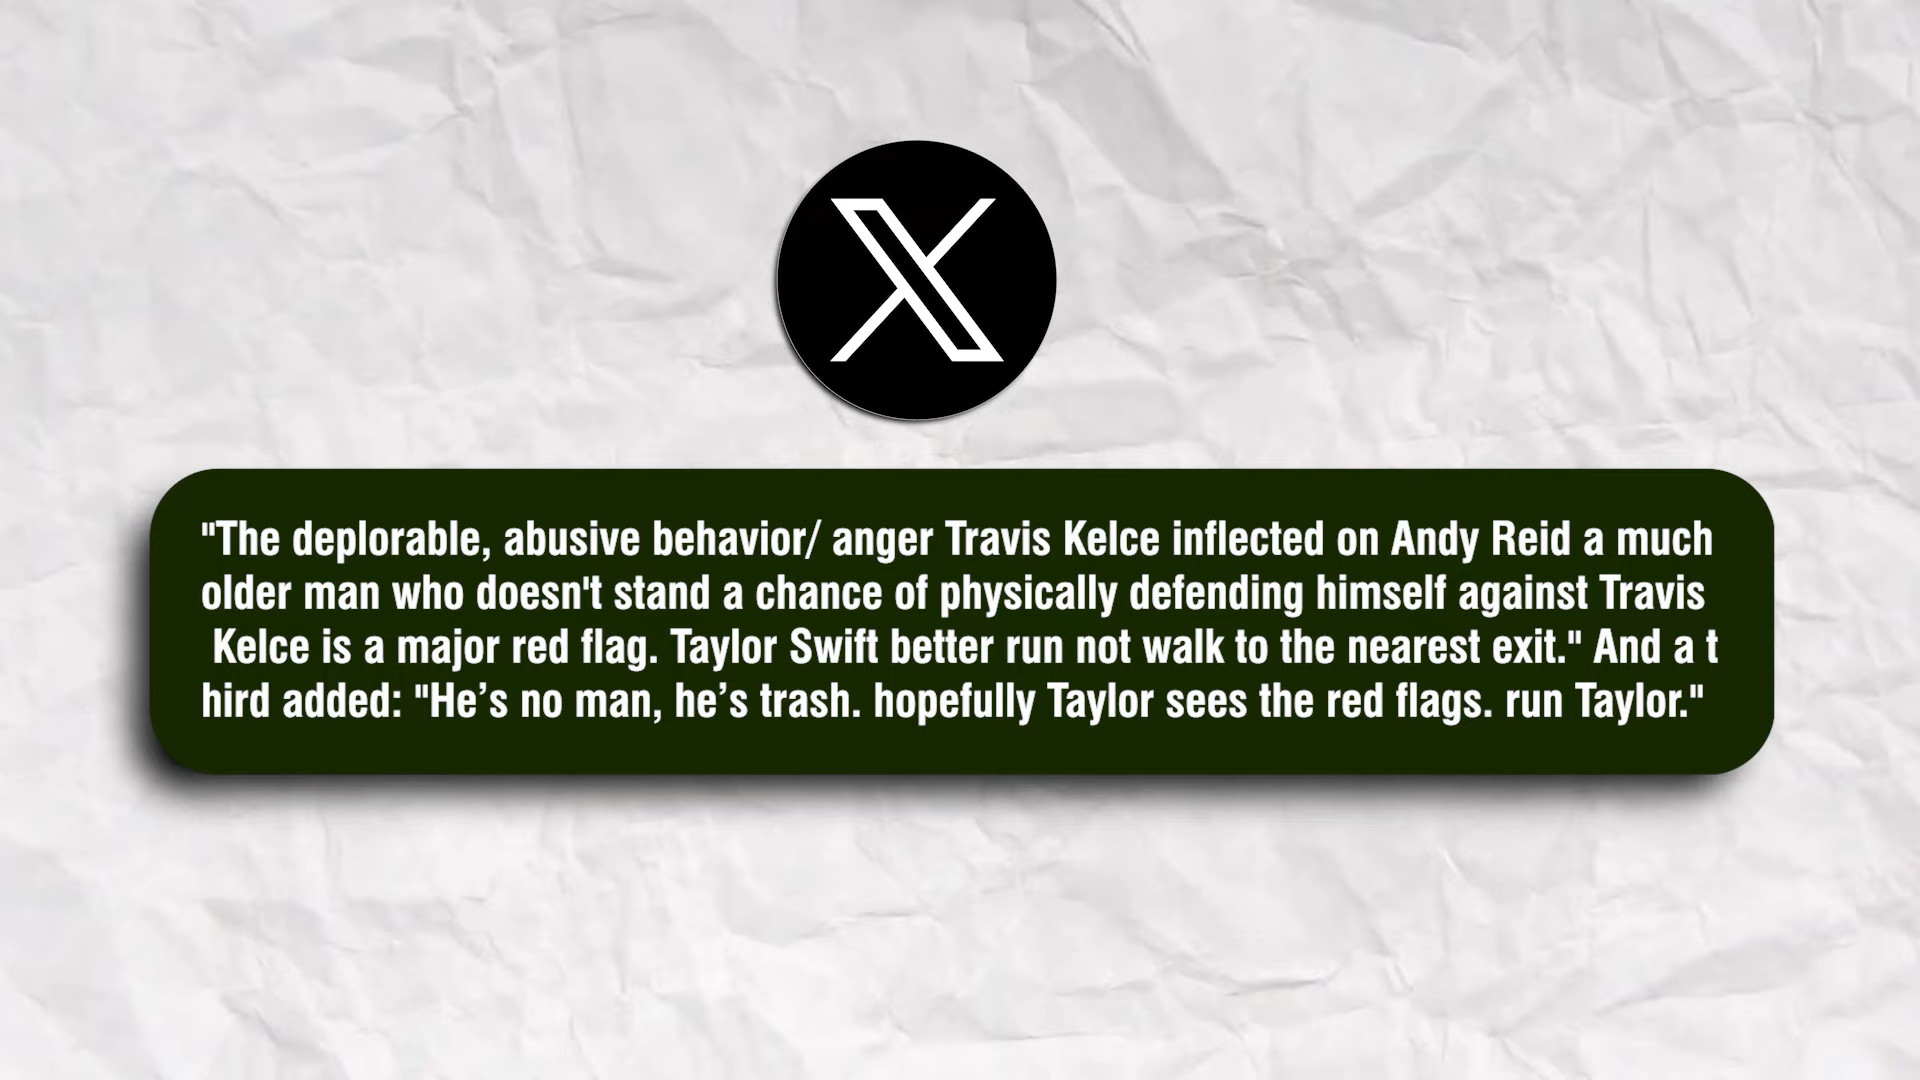 "The deplorable, abusive behavior/ anger Travis Kelce inflected on Andy Reid a much
older man who doesn't stand a chance of physically defending himself against Travis
Kelce is a major red flag. Taylor Swift better run not walk to the nearest exit." And a t
hird added: "He’s no man, he’s trash. hopefully Taylor sees the red flags. run Taylor."